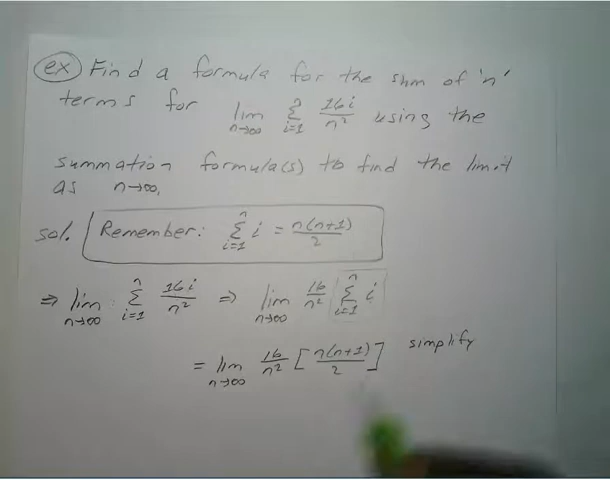 ex Find a formula for the sum of 'n'
terms for lim n→∞ Σ i=1 n 16i/n² using the
summation formula(s) to find the limit
as n→∞.
sol. Remember: Σ i=1 n i = n(n+1)/2
⇒ lim n→∞ Σ i=1 n 16i/n² ⇒ lim n→∞ 16/n² Σ i=1 n i
= lim n→∞ 16/n² [n(n+1)/2] simplify